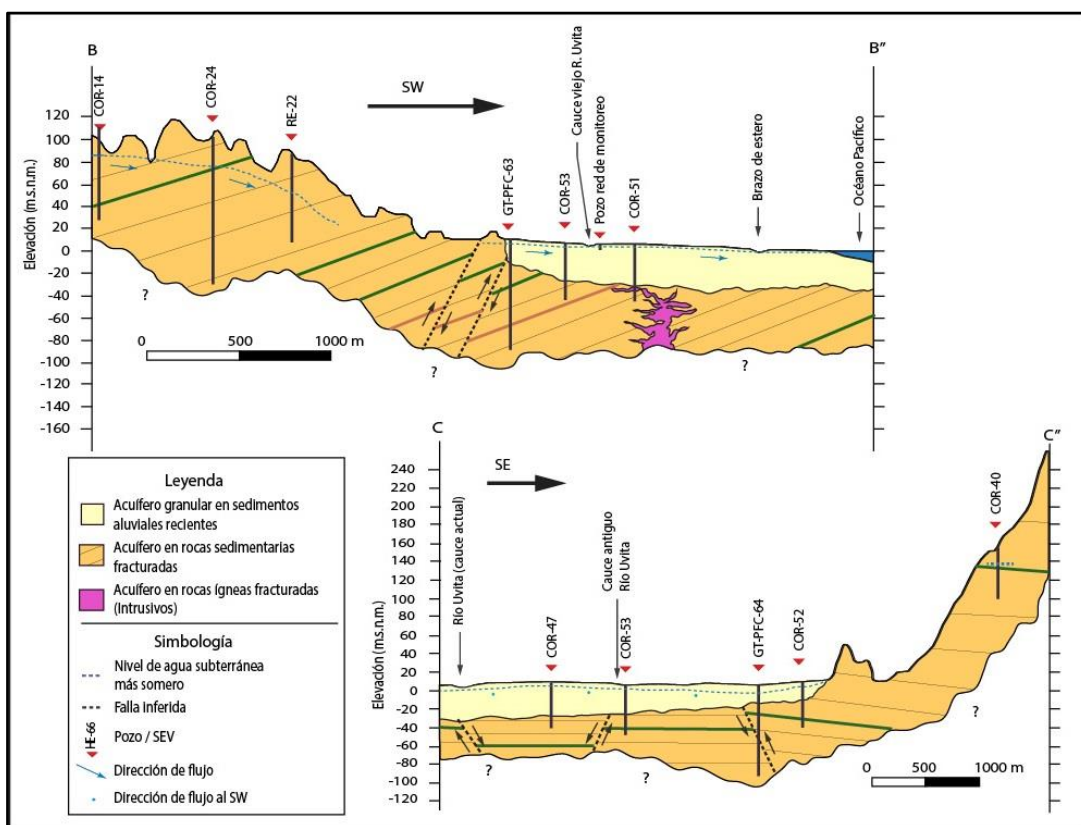 B
B"
COR-14
COR-24
RE-22
SW
GT-PFC-63
COR-53
Cauce viejo R. Uvita
Pozo red de monitoreo
COR-51
Brazo de estero
Océano Pacífico
Elevación (m.s.n.m.)
120
100
80
60
40
20
0
-20
-40
-60
-80
-100
-120
-140
-160
?
?
?
0 500 1000 m
C
C"
SE
Río Uvita (cauce actual)
COR-47
Cauce antiguo
Río Uvita
COR-53
GT-PFC-64
COR-52
COR-40
Elevación (m.s.n.m.)
240
220
200
180
160
140
120
100
80
60
40
20
0
-20
-40
-60
-80
-100
-120
?
?
?
0 500 1000 m
Leyenda
Acuífero granular en sedimentos
aluviales recientes
Acuífero en rocas sedimentarias
fracturadas
Acuífero en rocas ígneas fracturadas
(Intrusivos)
Simbología
Nivel de agua subterránea
más somero
Falla inferida
HE-66
Pozo / SEV
Dirección de flujo
Dirección de flujo al SW